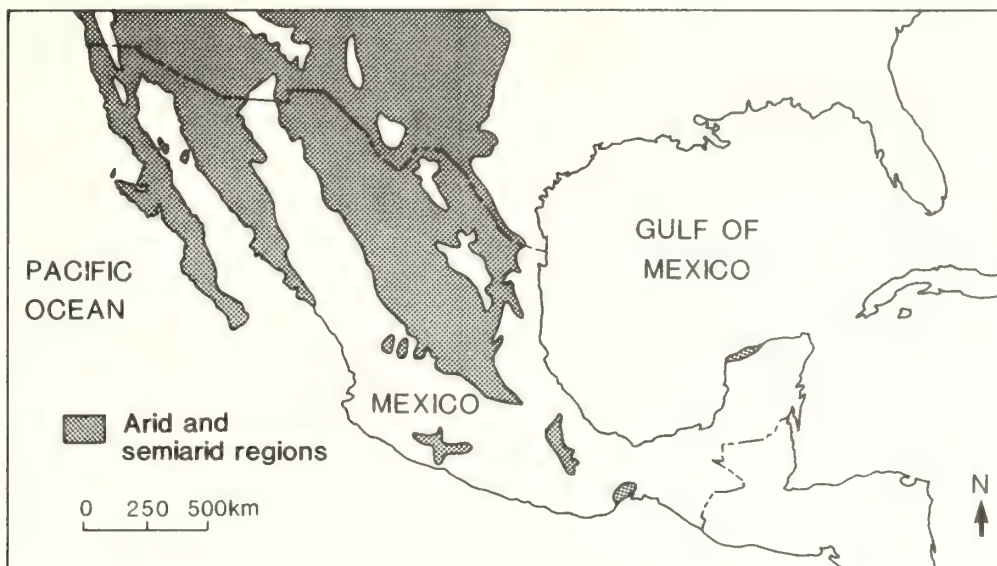 GULF OF
MEXICO
PACIFIC
OCEAN
MEXICO
Arid and
semiarid regions
0 250 500km
N